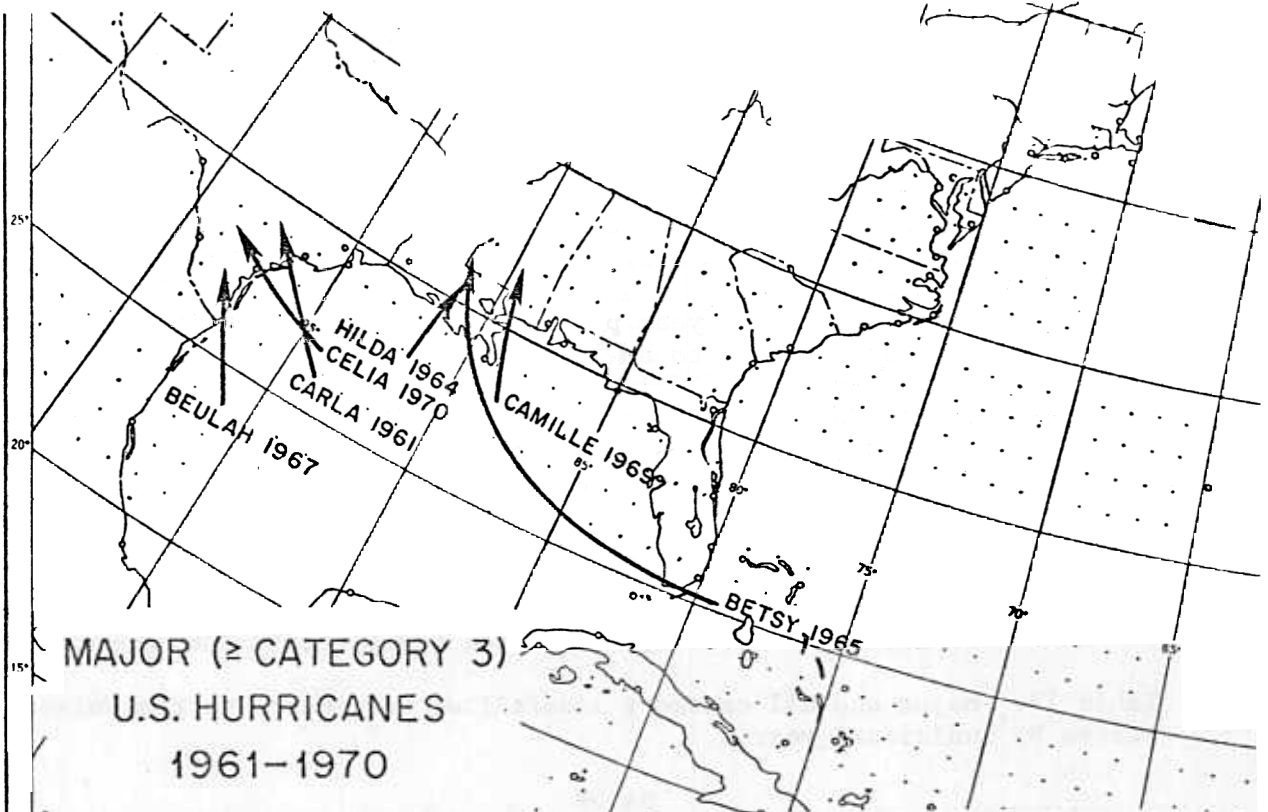 25°
20°
15°
HILDA 1964
CELIA 1970
CARLA 1961
BEULAH 1967
CAMILLE 1969
85°
80°
75°
70°
BETSY 1965
MAJOR (≥ CATEGORY 3)
U.S. HURRICANES
1961–1970